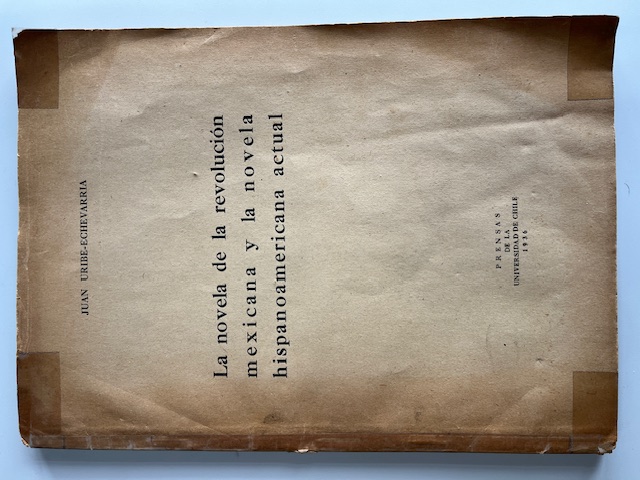 JUAN URIBE-ECHEVARRIA
La novela de la revolución
mexicana y la novela
hispanoamericana actual
PRENSAS
DE LA
UNIVERSIDAD DE CHILE
1936